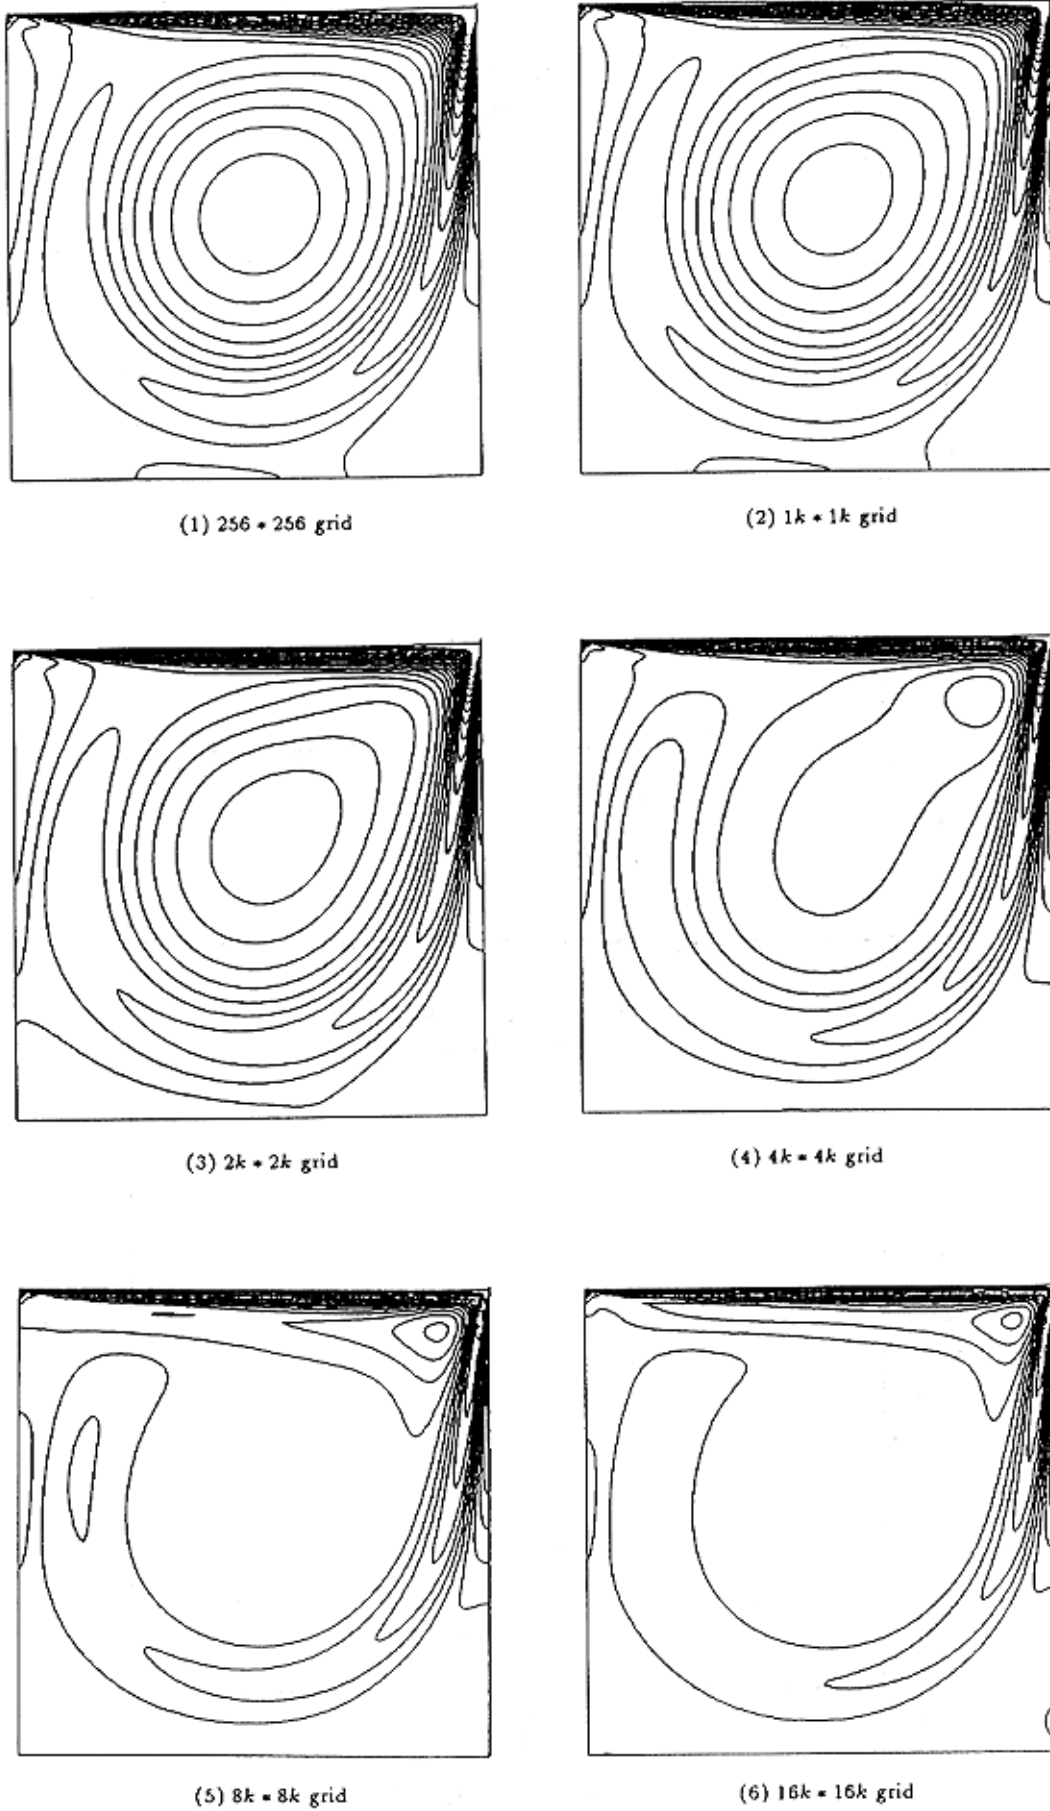 (1) 256 * 256 grid
(2) 1k * 1k grid
(3) 2k * 2k grid
(4) 4k * 4k grid
(5) 8k * 8k grid
(6) 16k * 16k grid